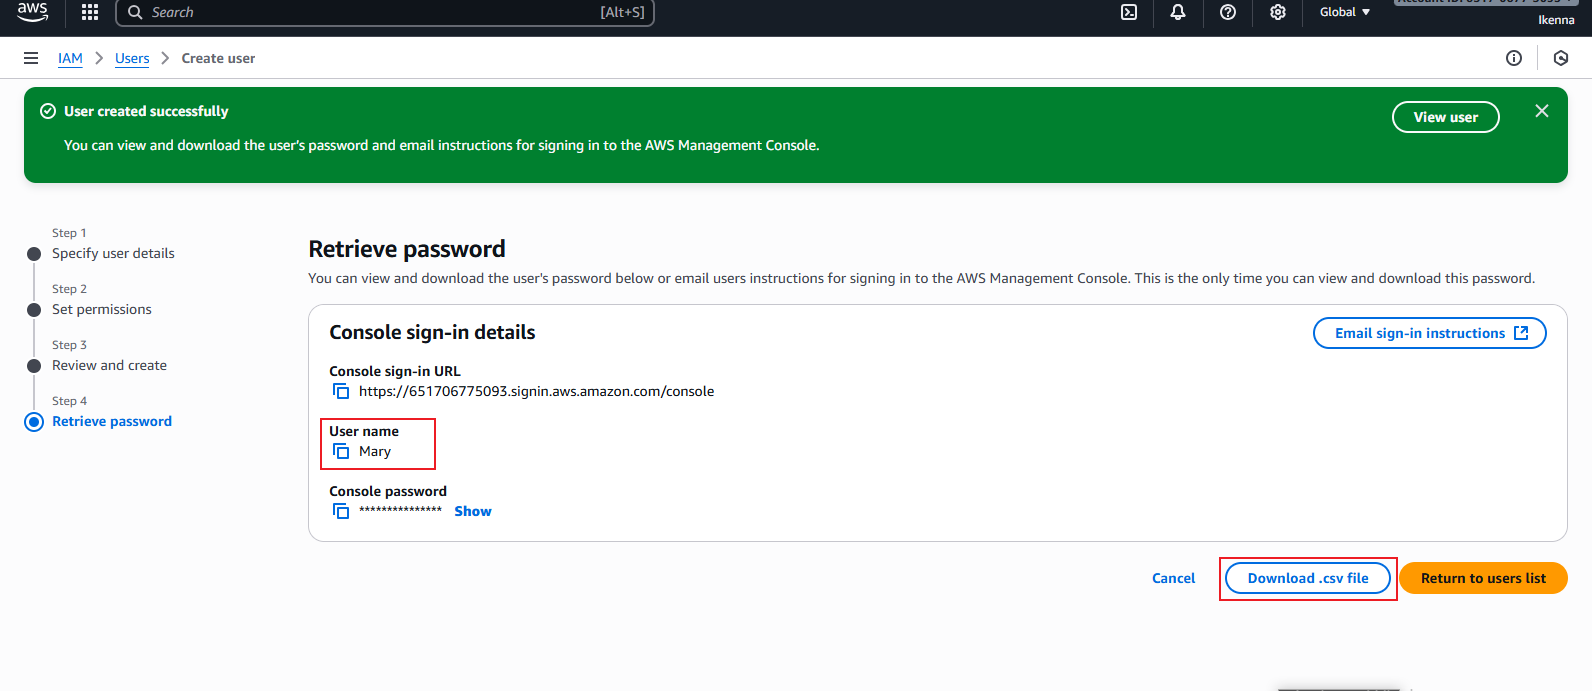 aws
Search
[Alt+S]
Global
Ikenna
IAM
Users
Create user
User created successfully
You can view and download the user's password and email instructions for signing in to the AWS Management Console.
View user
Step 1
Specify user details
Step 2
Set permissions
Step 3
Review and create
Step 4
Retrieve password
Retrieve password
You can view and download the user's password below or email users instructions for signing in to the AWS Management Console. This is the only time you can view and download this password.
Console sign-in details
Email sign-in instructions
Console sign-in URL
https://651706775093.signin.aws.amazon.com/console
User name
Mary
Console password
***************
Show
Cancel
Download .csv file
Return to users list